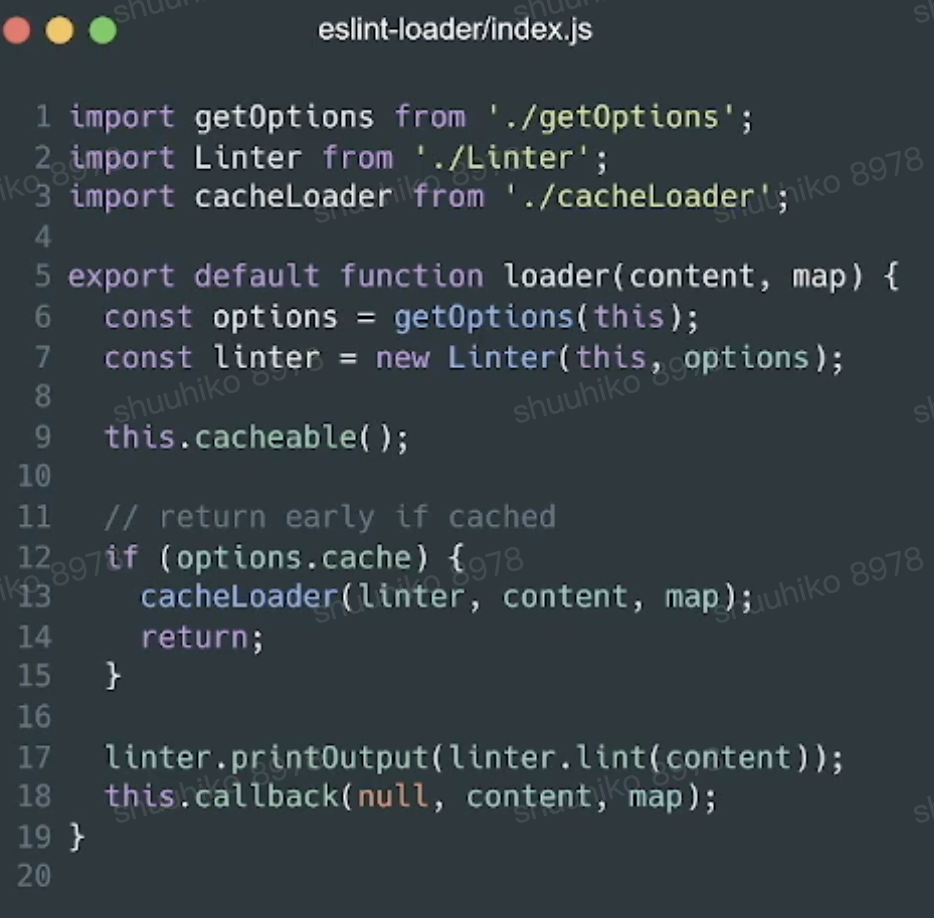 eslint-loader/index.js
1 import getOptions from './getOptions';
2 import Linter from './Linter';
3 import cacheLoader from './cacheLoader';
4
5 export default function loader(content, map) {
6   const options = getOptions(this);
7   const linter = new Linter(this, options);
8
9   this.cacheable();
10
11   // return early if cached
12   if (options.cache) {
13     cacheLoader(linter, content, map);
14     return;
15   }
16
17   linter.printOutput(linter.lint(content));
18   this.callback(null, content, map);
19 }
20
shuuhiko 8978